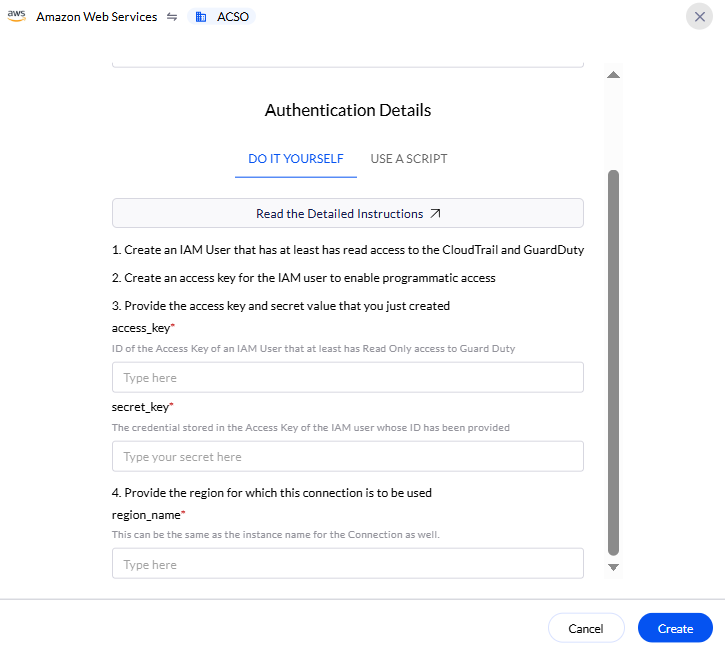 aws Amazon Web Services ⇋ ACSO
Authentication Details
DO IT YOURSELF USE A SCRIPT
Read the Detailed Instructions
1. Create an IAM User that has at least has read access to the CloudTrail and GuardDuty
2. Create an access key for the IAM user to enable programmatic access
3. Provide the access key and secret value that you just created
access_key*
ID of the Access Key of an IAM User that at least has Read Only access to Guard Duty
Type here
secret_key*
The credential stored in the Access Key of the IAM user whose ID has been provided
Type your secret here
4. Provide the region for which this connection is to be used
region_name*
This can be the same as the instance name for the Connection as well.
Type here
Cancel Create